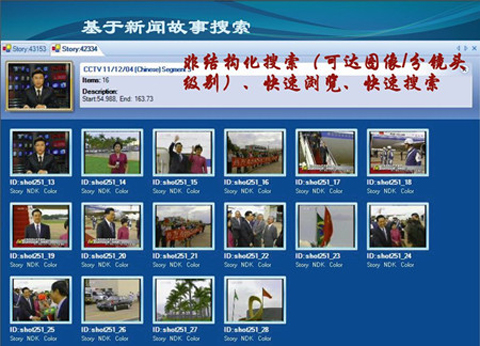 基于新闻故事搜索
Story:43153
Story:42334
CCTV 11/12/04 (Chinese) Segment
Items: 16
Description:
Start:54.988, End: 163.73
非结构化搜索（可达图像/分镜头
级别）、快速浏览、快速搜索
ID:shot251_13
Story NDK Color
ID:shot251_14
Story NDK Color
ID:shot251_15
Story NDK Color
ID:shot251_16
Story NDK Color
ID:shot251_17
Story NDK Color
ID:shot251_18
Story NDK Color
ID:shot251_19
Story NDK Color
ID:shot251_20
Story NDK Color
ID:shot251_21
Story NDK Color
ID:shot251_22
Story NDK Color
ID:shot251_23
Story NDK Color
ID:shot251_24
Story NDK Color
ID:shot251_25
Story NDK Color
ID:shot251_26
Story NDK Color
ID:shot251_27
Story NDK Color
ID:shot251_28
Story NDK Color